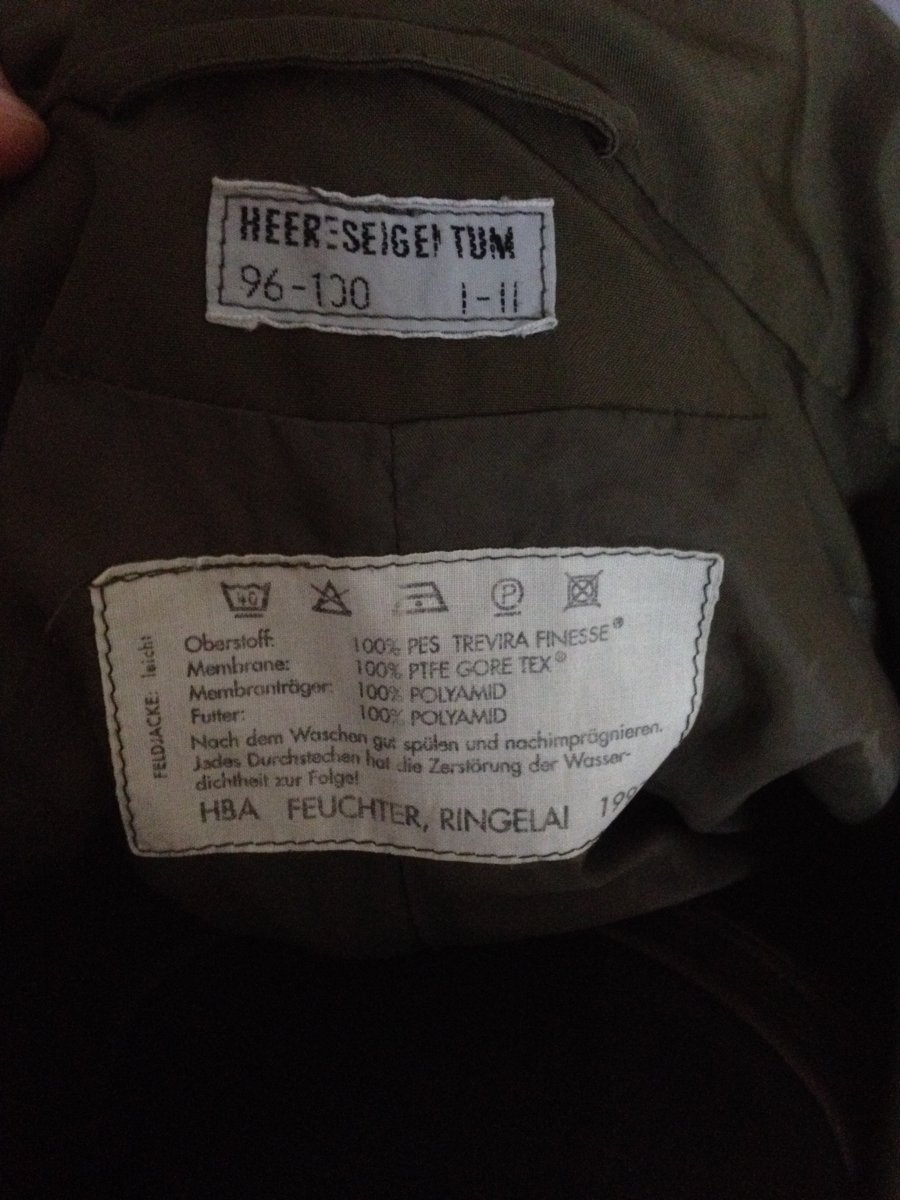 HEERESEIGENTUM
96-100 I-II
40
P
FELDJACKE: leicht
Oberstoff: 100% PES TREVIRA FINESSE®
Membrane: 100% PTFE GORE TEX®
Membranträger: 100% POLYAMID
Futter: 100% POLYAMID
Nach dem Waschen gut spülen und nachimprägnieren.
Jades Durchstechen hat die Zerstörung der Wasser-
dichtheit zur Folge!
HBA FEUCHTER, RINGELAI